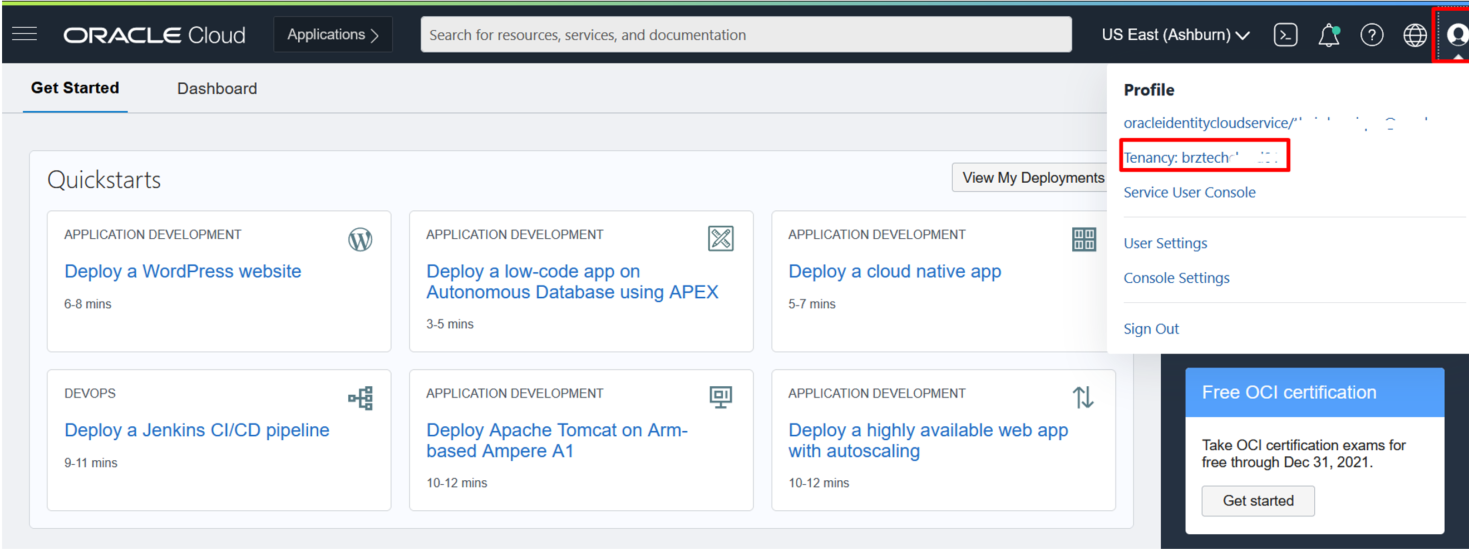 ORACLE Cloud
Applications
Search for resources, services, and documentation
US East (Ashburn)
Get Started
Dashboard
Profile
oracleidentitycloudservice/
Tenancy:
Service User Console
User Settings
Console Settings
Sign Out
Quickstarts
View My Deployments
APPLICATION DEVELOPMENT
Deploy a WordPress website
6-8 mins
APPLICATION DEVELOPMENT
Deploy a low-code app on
Autonomous Database using APEX
3-5 mins
APPLICATION DEVELOPMENT
Deploy a cloud native app
5-7 mins
DEVOPS
Deploy a Jenkins CI/CD pipeline
9-11 mins
APPLICATION DEVELOPMENT
Deploy Apache Tomcat on Arm-
based Ampere A1
10-12 mins
APPLICATION DEVELOPMENT
Deploy a highly available web app
with autoscaling
10-12 mins
Free OCI certification
Take OCI certification exams for
free through Dec 31, 2021.
Get started